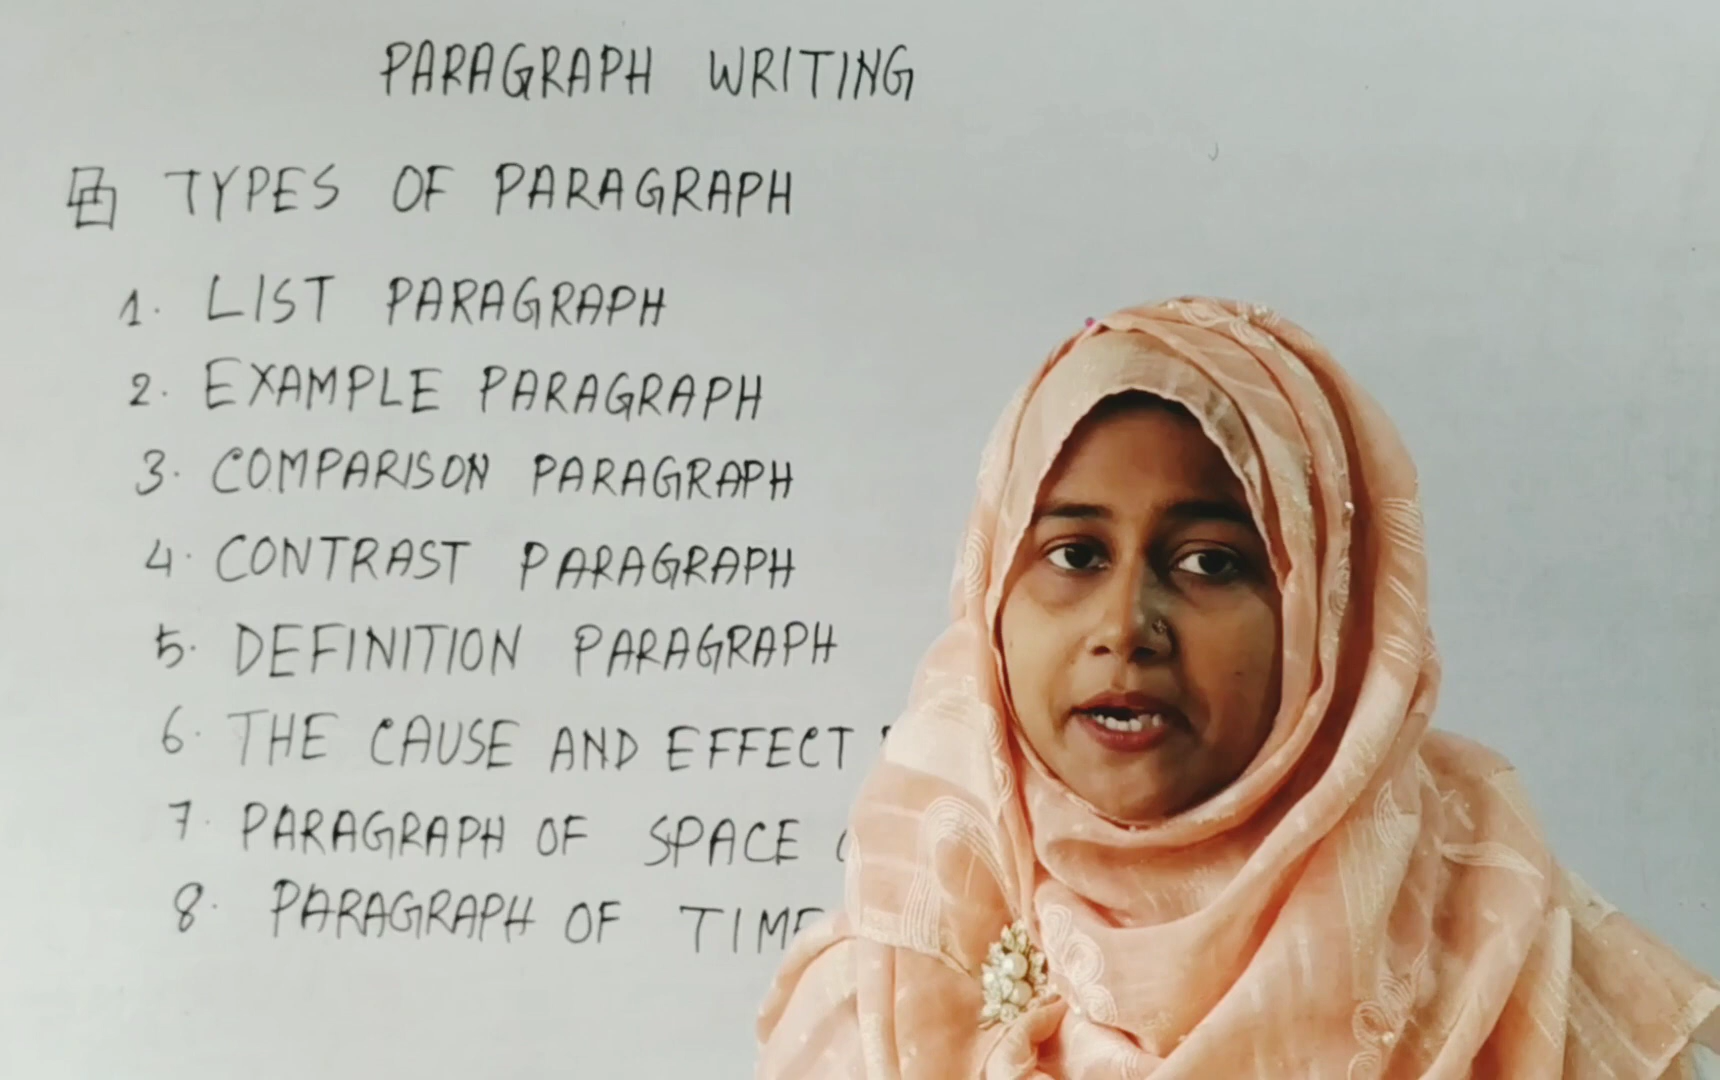 PARAGRAPH WRITING
TYPES OF PARAGRAPH
1. LIST PARAGRAPH
2. EXAMPLE PARAGRAPH
3. COMPARISON PARAGRAPH
4. CONTRAST PARAGRAPH
5. DEFINITION PARAGRAPH
6. THE CAUSE AND EFFECT
7. PARAGRAPH OF SPACE
8. PARAGRAPH OF TIME